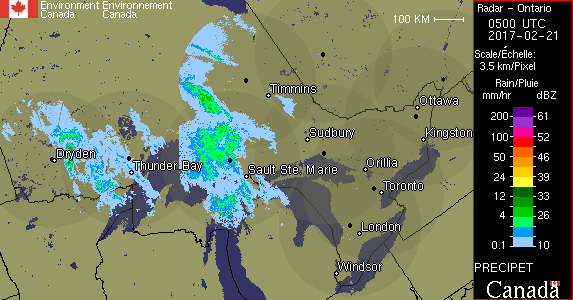 Environment Environnement
Canada Canada
100 KM
Timmins
Ottawa
Sudbury
Kingston
Dryden
Thunder Bay
Sault Ste. Marie
Orillia
Toronto
London
Windsor
Radar - Ontario
0500 UTC
2017-02-21
Scale/Échelle:
3.5 km/Pixel
Rain/Pluie
mm/hr dBZ
200 61
100 52
50 46
24 39
12 33
4 26
0.1 10
PRECIPET
Canada